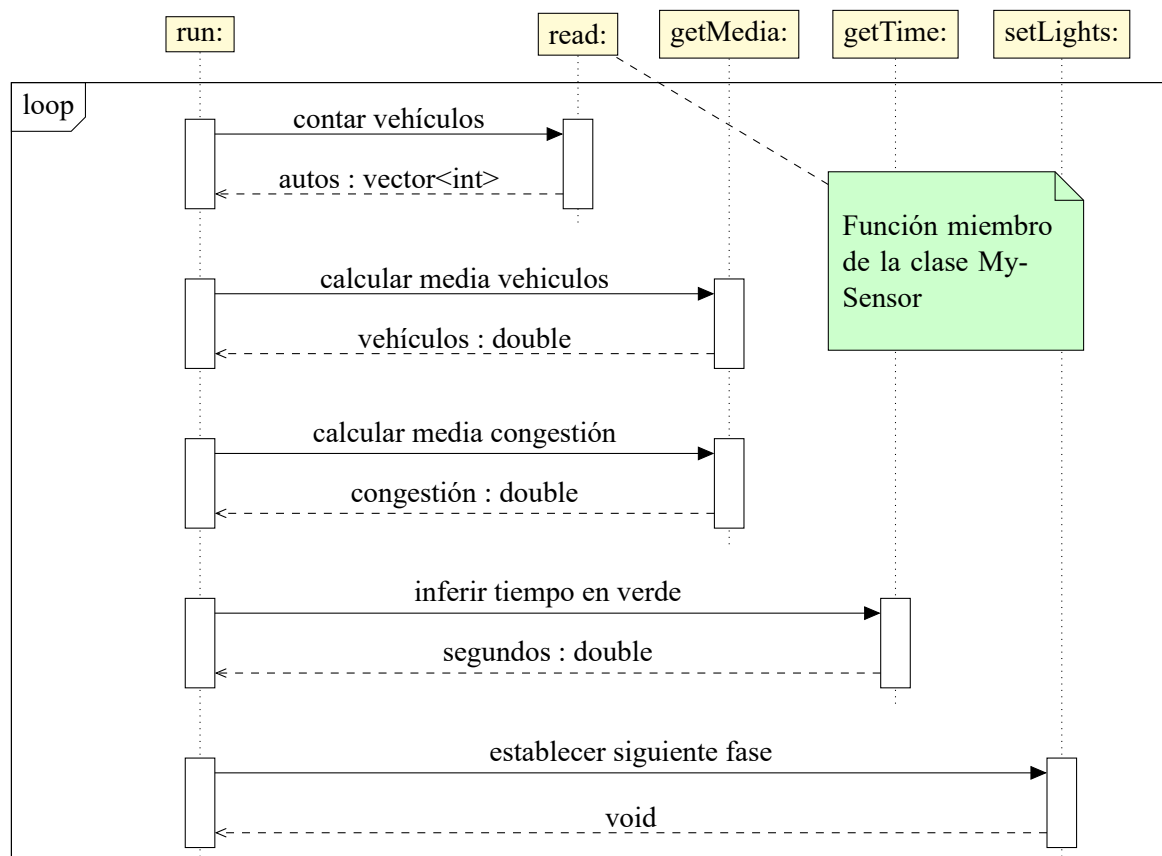 run:
read:
getMedia:
getTime:
setLights:
loop
contar vehículos
autos : vector<int>
Función miembro
de la clase My-
Sensor
calcular media vehiculos
vehículos : double
calcular media congestión
congestión : double
inferir tiempo en verde
segundos : double
establecer siguiente fase
void